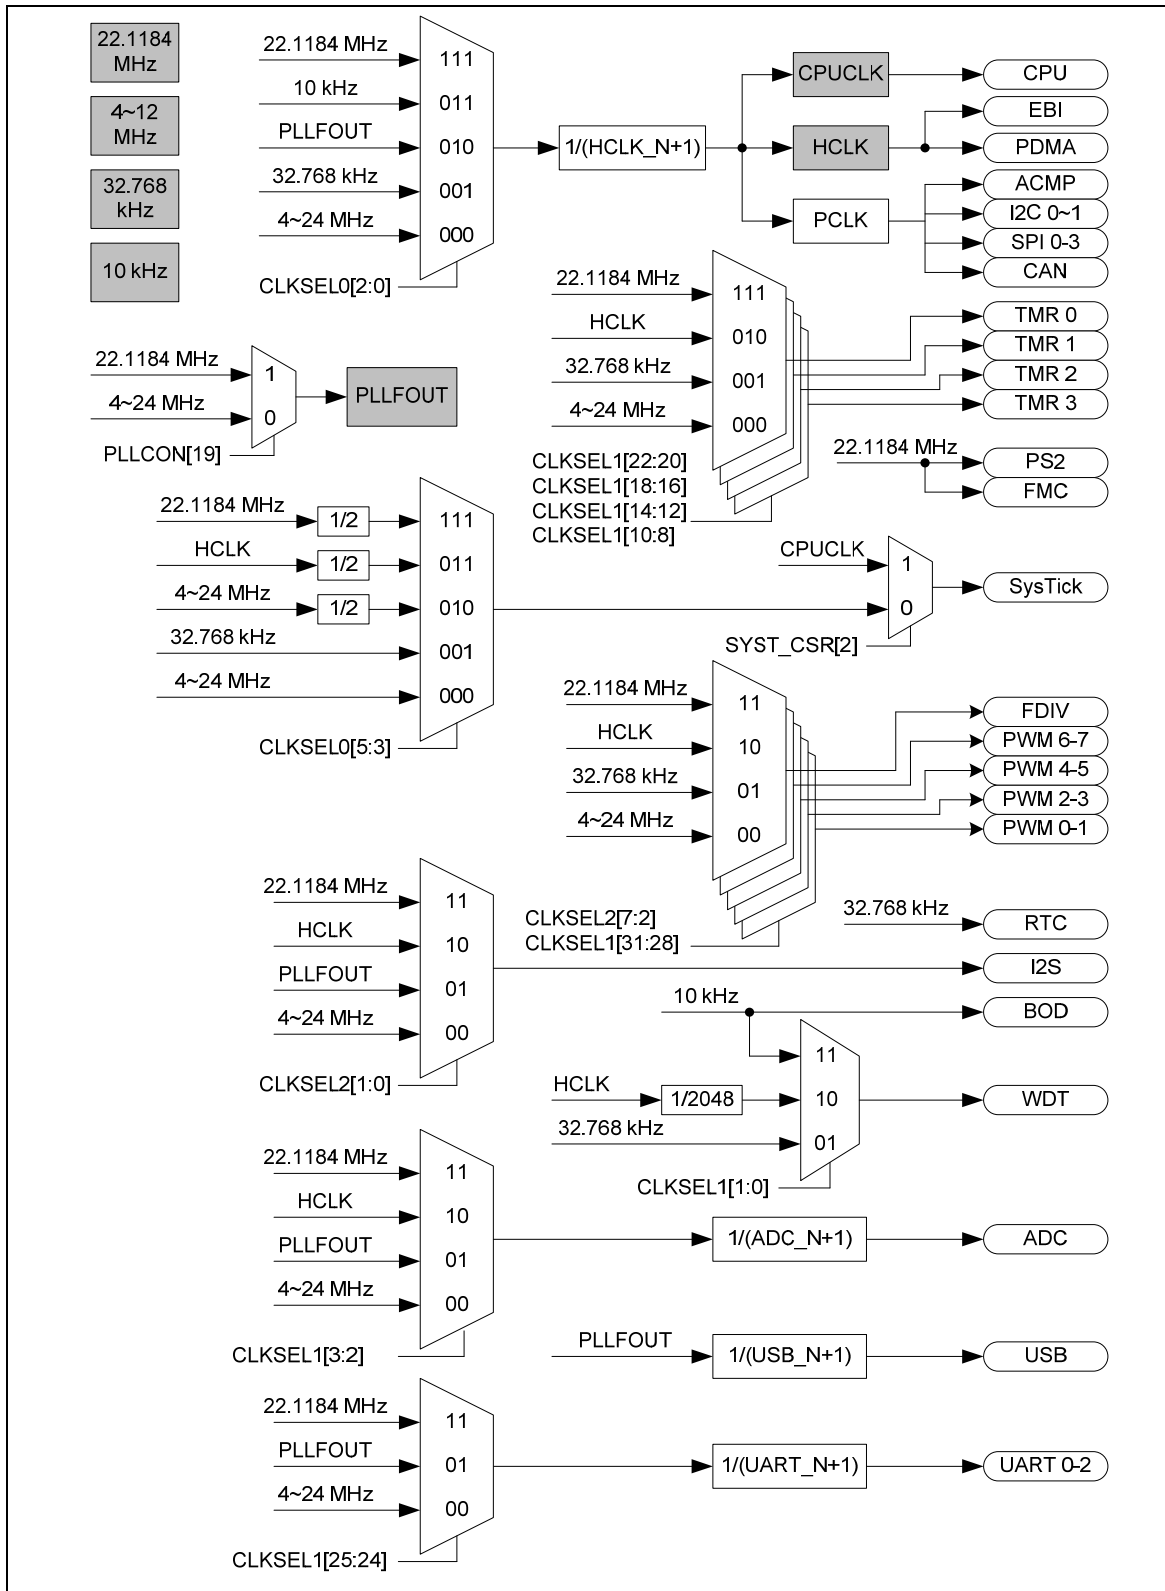 22.1184
MHz
4~12
MHz
32.768
kHz
10 kHz
22.1184 MHz
111
10 kHz
011
PLLFOUT
010
32.768 kHz
001
4~24 MHz
000
CLKSEL0[2:0]
1/(HCLK_N+1)
CPUCLK
CPU
HCLK
EBI
PDMA
PCLK
ACMP
I2C 0~1
SPI 0-3
CAN
22.1184 MHz
1
4~24 MHz
0
PLLCON[19]
PLLFOUT
22.1184 MHz
111
HCLK
010
32.768 kHz
001
4~24 MHz
000
CLKSEL1[22:20]
CLKSEL1[18:16]
CLKSEL1[14:12]
CLKSEL1[10:8]
TMR 0
TMR 1
TMR 2
TMR 3
22.1184 MHz
PS2
FMC
22.1184 MHz
1/2
111
HCLK
1/2
011
4~24 MHz
1/2
010
32.768 kHz
001
4~24 MHz
000
CLKSEL0[5:3]
CPUCLK
1
0
SYST_CSR[2]
SysTick
22.1184 MHz
11
HCLK
10
32.768 kHz
01
4~24 MHz
00
CLKSEL2[7:2]
CLKSEL1[31:28]
FDIV
PWM 6-7
PWM 4-5
PWM 2-3
PWM 0-1
22.1184 MHz
11
HCLK
10
PLLFOUT
01
4~24 MHz
00
CLKSEL2[1:0]
32.768 kHz
RTC
I2S
10 kHz
BOD
11
HCLK
1/2048
10
32.768 kHz
01
CLKSEL1[1:0]
WDT
22.1184 MHz
11
HCLK
10
PLLFOUT
01
4~24 MHz
00
CLKSEL1[3:2]
1/(ADC_N+1)
ADC
PLLFOUT
1/(USB_N+1)
USB
22.1184 MHz
11
PLLFOUT
01
4~24 MHz
00
CLKSEL1[25:24]
1/(UART_N+1)
UART 0-2